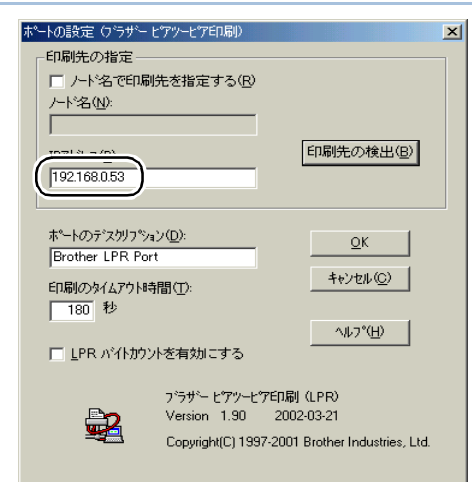 ポートの設定 (ブラザー ピアツーピア印刷)
印刷先の指定
ノード名で印刷先を指定する(R)
ノード名(N):
印刷先の検出(B)
192.168.0.53
ポートのデスクリプション(D):
Brother LPR Port
OK
キャンセル(C)
印刷のタイムアウト時間(T):
180 秒
ヘルプ(H)
LPR バイトカウントを有効にする
ブラザー ピアツーピア印刷 (LPR)
Version 1.90 2002-03-21
Copyright(C) 1997-2001 Brother Industries, Ltd.